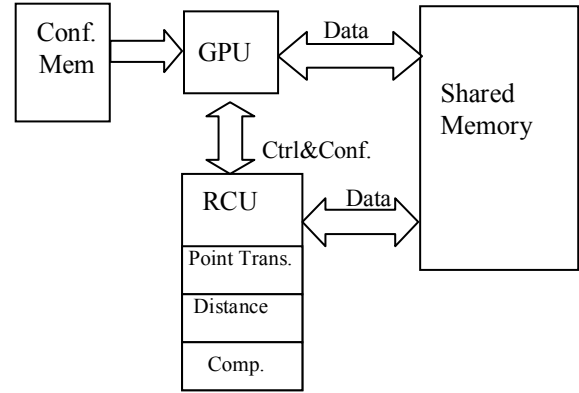 Conf.
Mem
GPU
Data
Shared
Memory
Ctrl&Conf.
RCU
Data
Point Trans.
Distance
Comp.